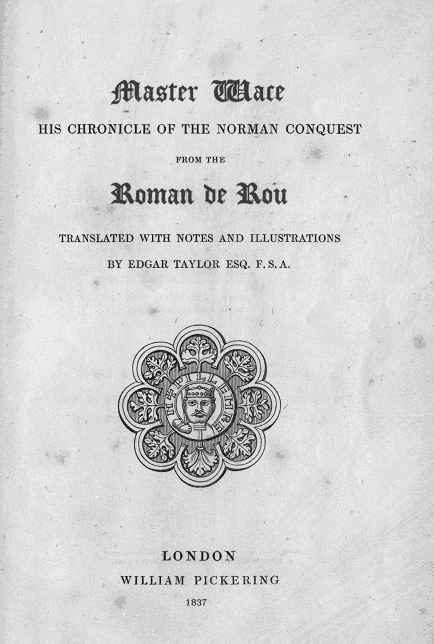 Master Wace
HIS CHRONICLE OF THE NORMAN CONQUEST
FROM THE
Roman de Rou
TRANSLATED WITH NOTES AND ILLUSTRATIONS
BY EDGAR TAYLOR ESQ. F.S.A.
LONDON
WILLIAM PICKERING
1837